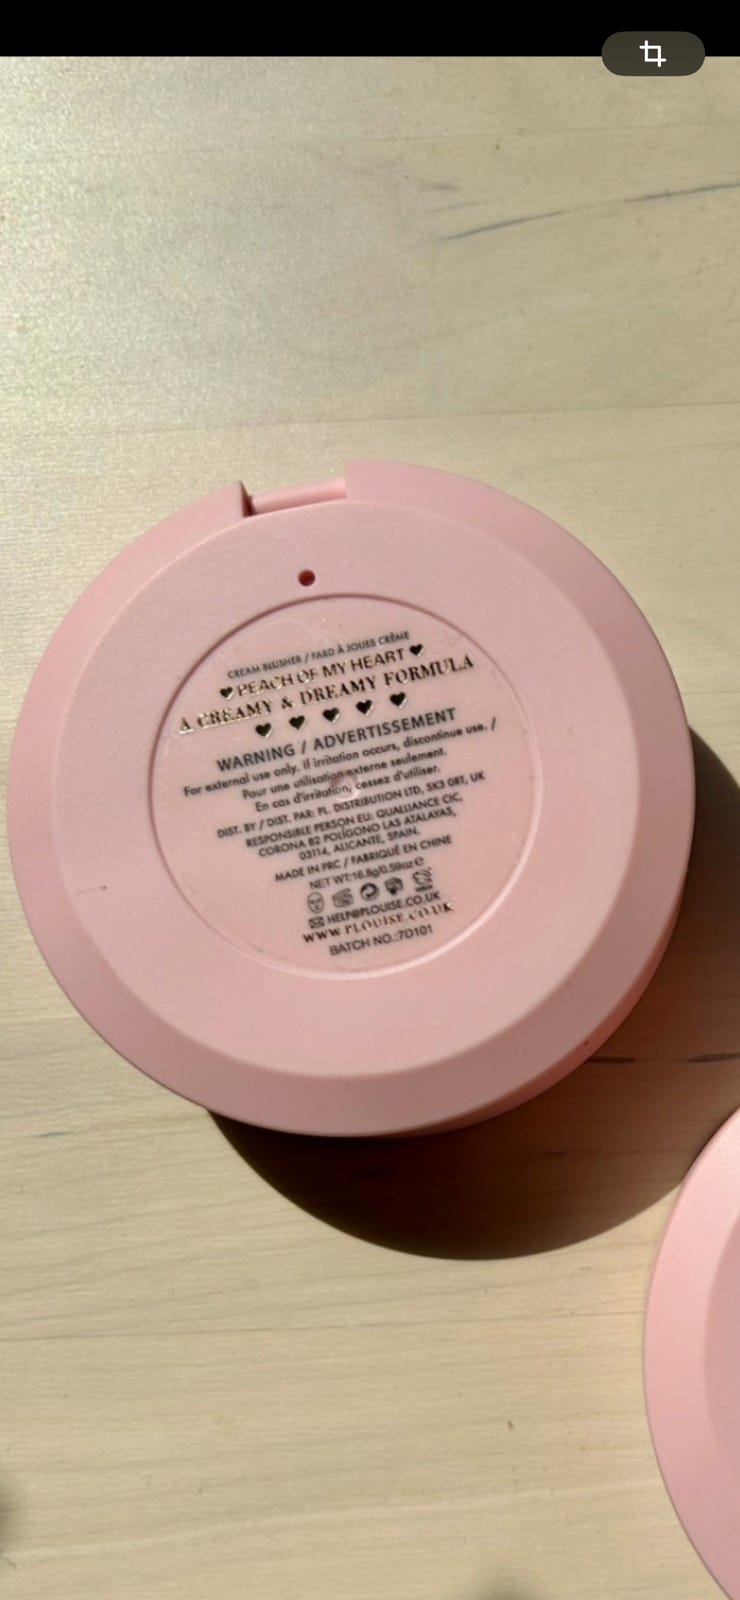 CREAM BLUSHER / FARD À JOUES CRÈME
♥ PEACH OF MY HEART ♥
A CREAMY & DREAMY FORMULA
♥ ♥ ♥ ♥ ♥
WARNING / ADVERTISSEMENT
For external use only. If irritation occurs, discontinue use. /
Pour une utilisation externe seulement.
En cas d'irritation, cessez d'utiliser.
DIST. BY / DIST. PAR: PL DISTRIBUTION LTD, SK3 0RT, UK
RESPONSIBLE PERSON EU: QUALLIANCE CIC,
CORONA 82 POLÍGONO LAS ATALAYAS,
03114, ALICANTE, SPAIN.
MADE IN PRC / FABRIQUÉ EN CHINE
NET WT:16.8g/0.59oz℮
HELP@PLOUISE.CO.UK
WWW.PLOUISE.CO.UK
BATCH NO.:7D101